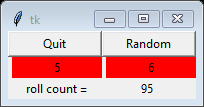 tk
Quit Random
5 6
roll count = 95